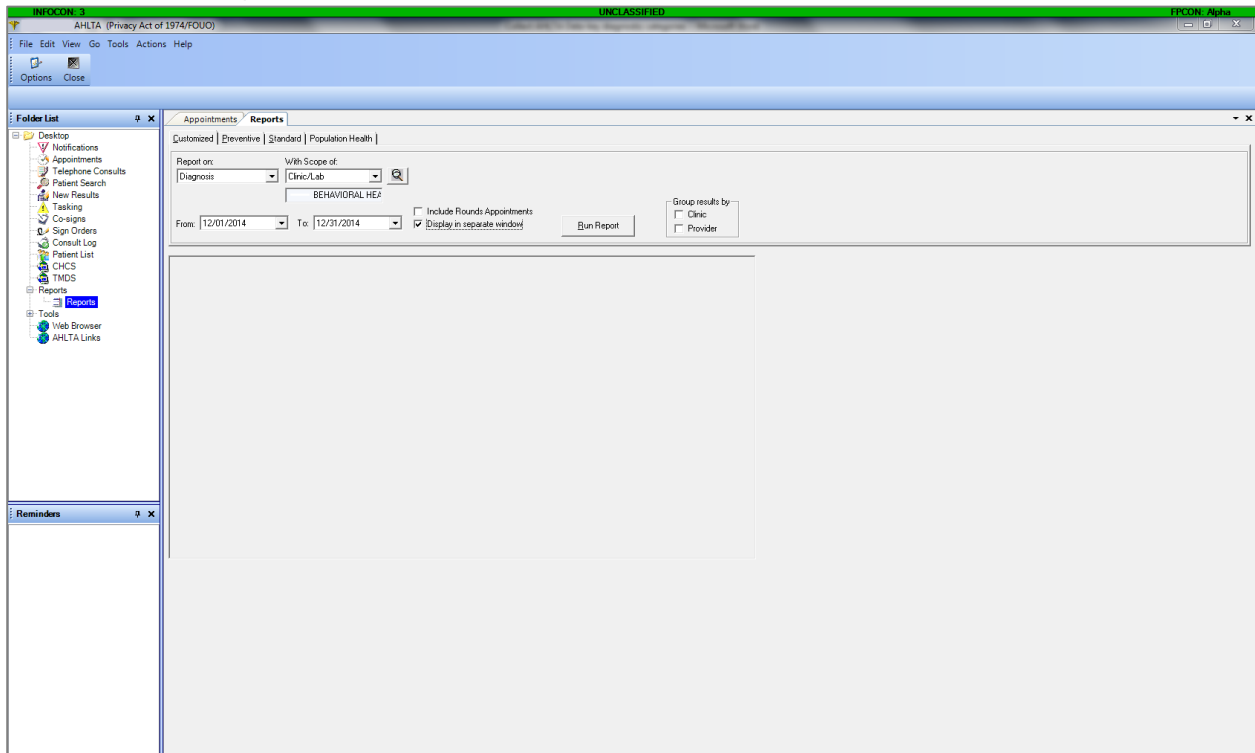 INFOCON: 3 UNCLASSIFIED FPCON: Alpha
AHLTA (Privacy Act of 1974/FOUO)
File Edit View Go Tools Actions Help
Options Close
Folder List
Desktop
Notifications
Appointments
Telephone Consults
Patient Search
New Results
Tasking
Co-signs
Sign Orders
Consult Log
Patient List
CHCS
TMDS
Reports
Reports
Tools
Web Browser
AHLTA Links
Reminders
Appointments Reports
Customized Preventive Standard Population Health
Report on: With Scope of:
Diagnosis Clinic/Lab
BEHAVIORAL HEA
From: 12/01/2014 To: 12/31/2014
Include Rounds Appointments
Display in separate window
Run Report
Group results by
Clinic
Provider